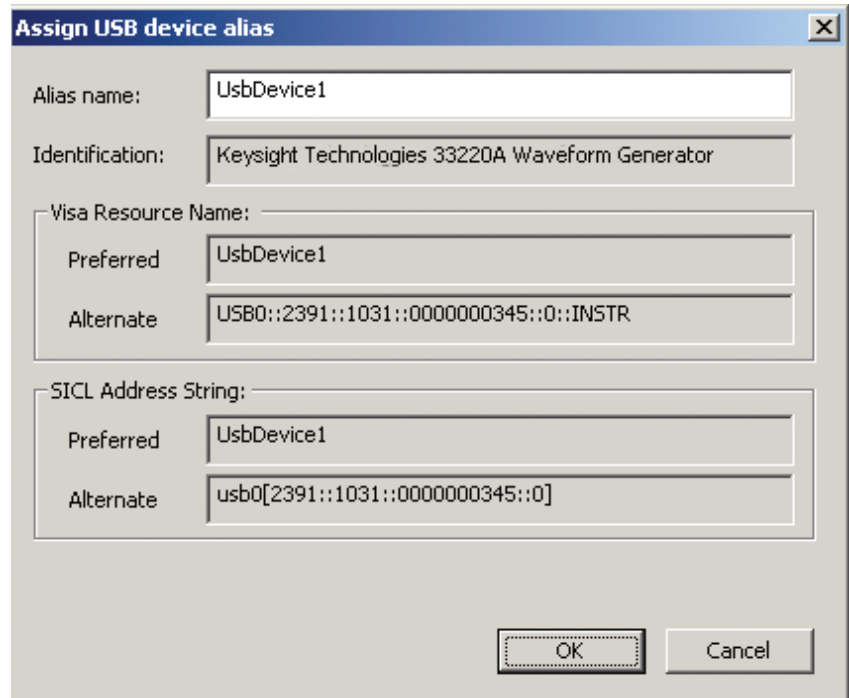 Assign USB device alias
Alias name: UsbDevice1
Identification: Keysight Technologies 33220A Waveform Generator
Visa Resource Name:
Preferred UsbDevice1
Alternate USB0::2391::1031::0000000345::0::INSTR
SICL Address String:
Preferred UsbDevice1
Alternate usb0[2391::1031::0000000345::0]
OK Cancel